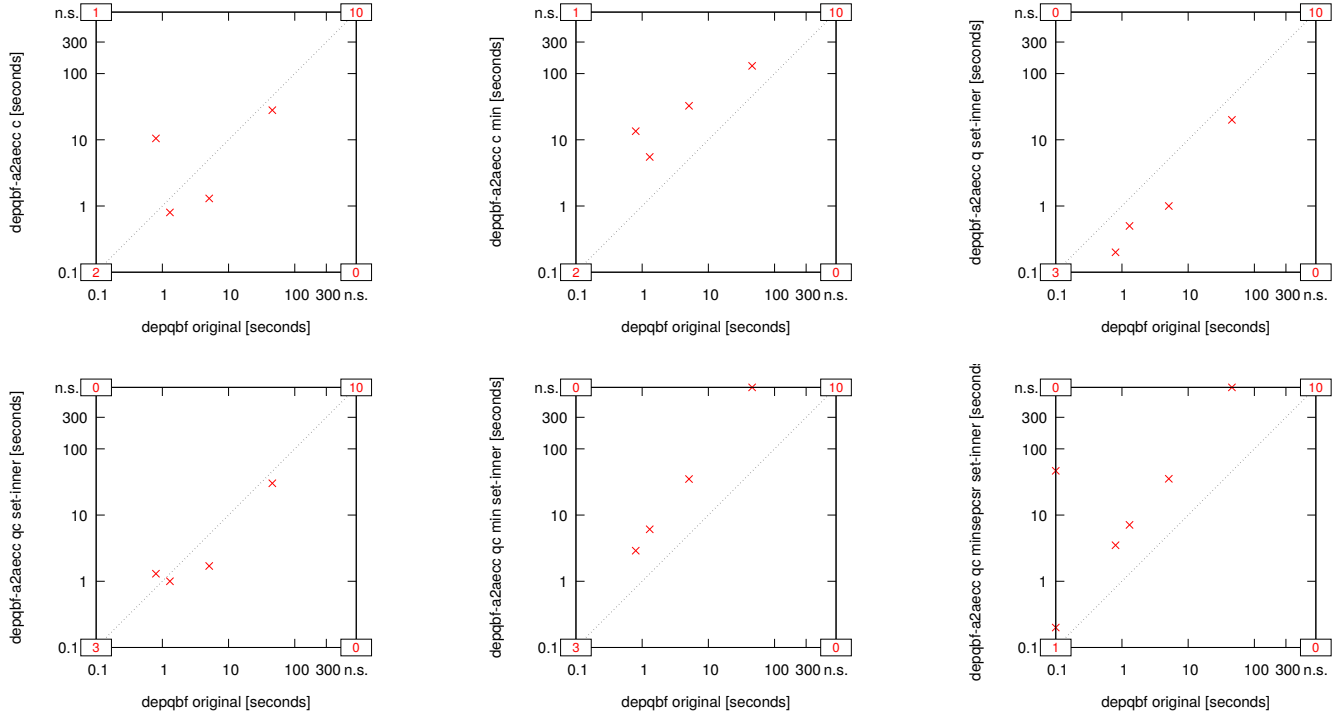 n.s. 1 10
300
100
10
1
0.1 2 0
0.1 1 10 100 300 n.s.
depqbf original [seconds]
depqbf-a2aecc c [seconds]
n.s. 1 10
300
100
10
1
0.1 2 0
0.1 1 10 100 300 n.s.
depqbf original [seconds]
depqbf-a2aecc c min [seconds]
n.s. 0 10
300
100
10
1
0.1 3 0
0.1 1 10 100 300 n.s.
depqbf original [seconds]
depqbf-a2aecc q set-inner [seconds]
n.s. 0 10
300
100
10
1
0.1 3 0
0.1 1 10 100 300 n.s.
depqbf original [seconds]
depqbf-a2aecc qc set-inner [seconds]
n.s. 0 10
300
100
10
1
0.1 3 0
0.1 1 10 100 300 n.s.
depqbf original [seconds]
depqbf-a2aecc qc min set-inner [seconds]
n.s. 0 10
300
100
10
1
0.1 1 0
0.1 1 10 100 300 n.s.
depqbf original [seconds]
depqbf-a2aecc qc minsepcsr set-inner [second